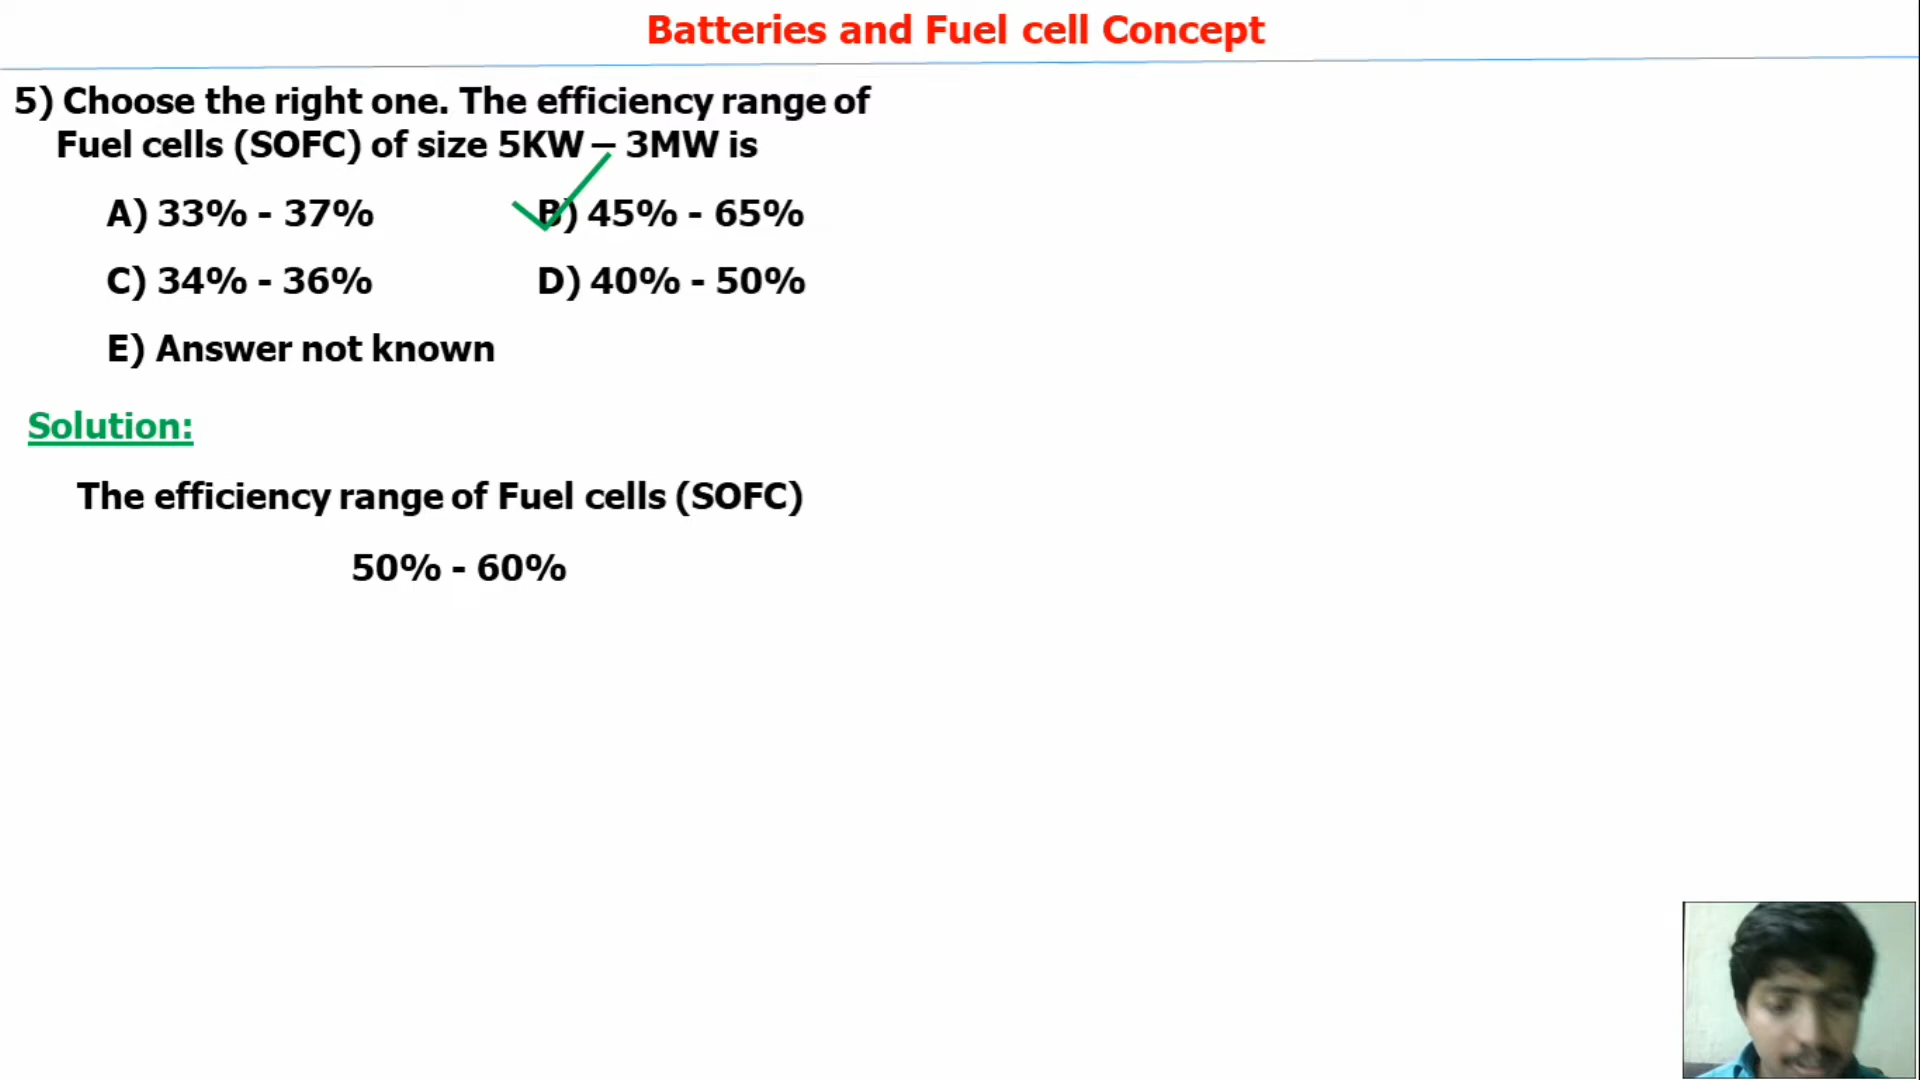 Batteries and Fuel cell Concept
5) Choose the right one. The efficiency range of
Fuel cells (SOFC) of size 5KW – 3MW is
A) 33% - 37%
B) 45% - 65%
C) 34% - 36%
D) 40% - 50%
E) Answer not known
Solution:
The efficiency range of Fuel cells (SOFC)
50% - 60%